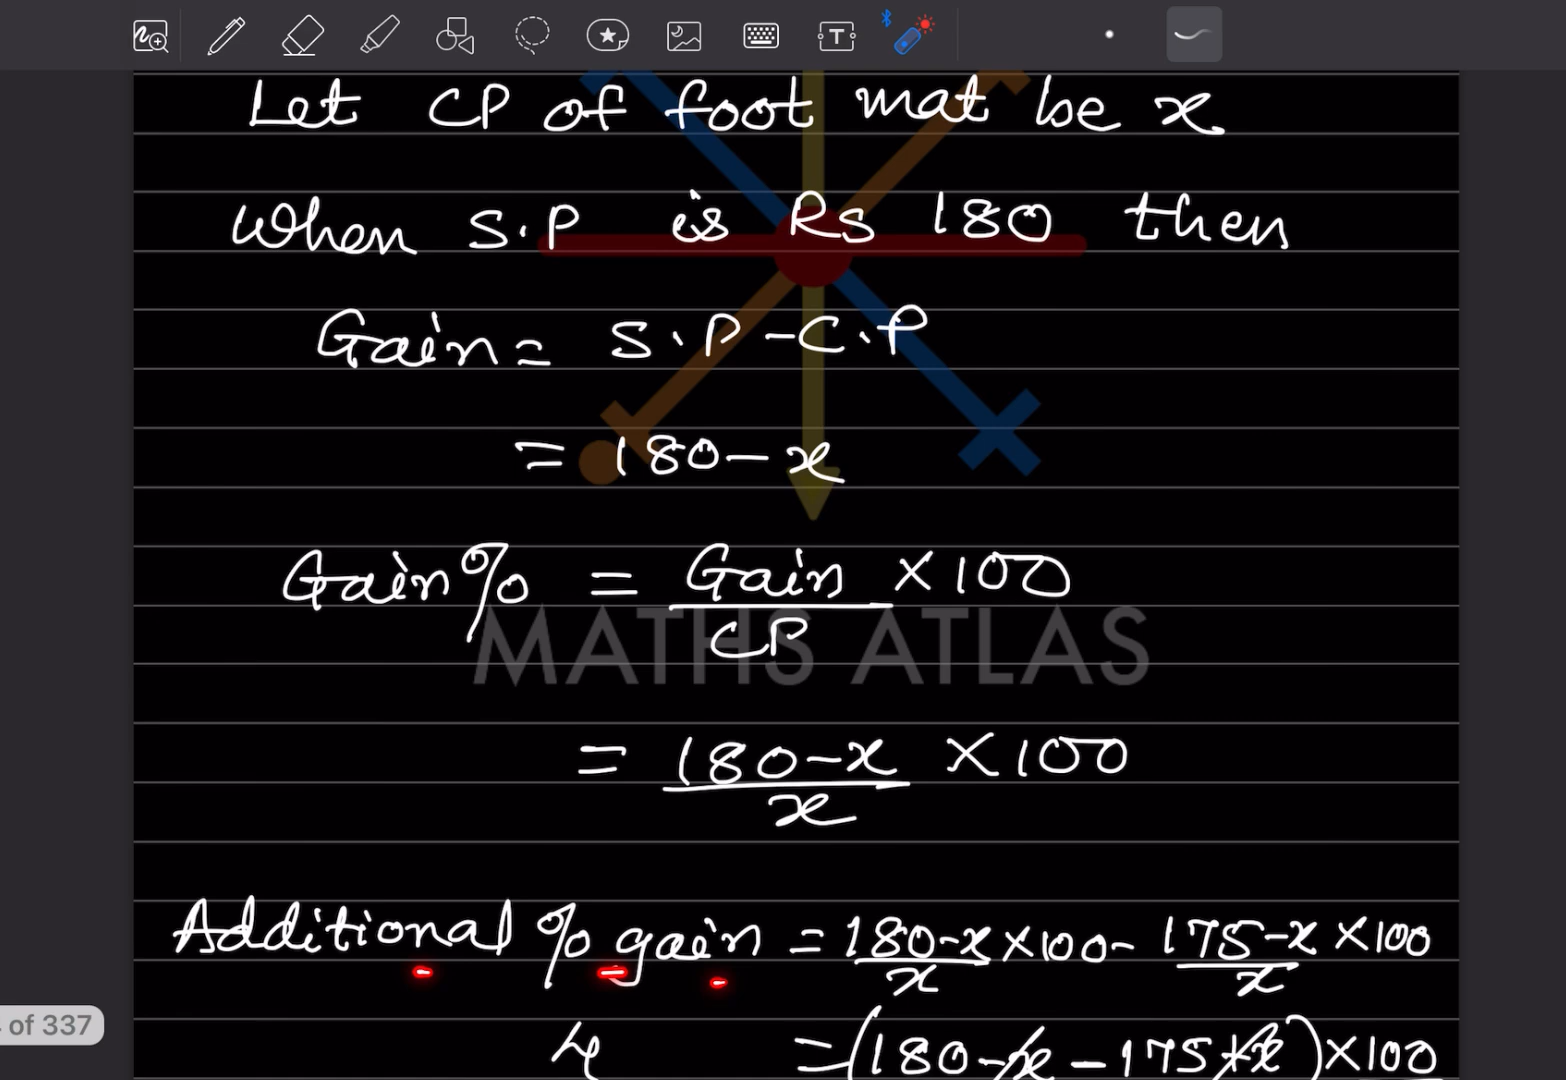 Let CP of foot mat be x
When S.P is Rs 180 then
Gain = S.P - C.P
= 180 - x
Gain % = Gain/CP × 100
MATHS ATLAS
= 180-x/x × 100
Additional % gain = 180-x/x × 100 - 175-x/x × 100
of 337
4 = (180-x - 175+x) × 100